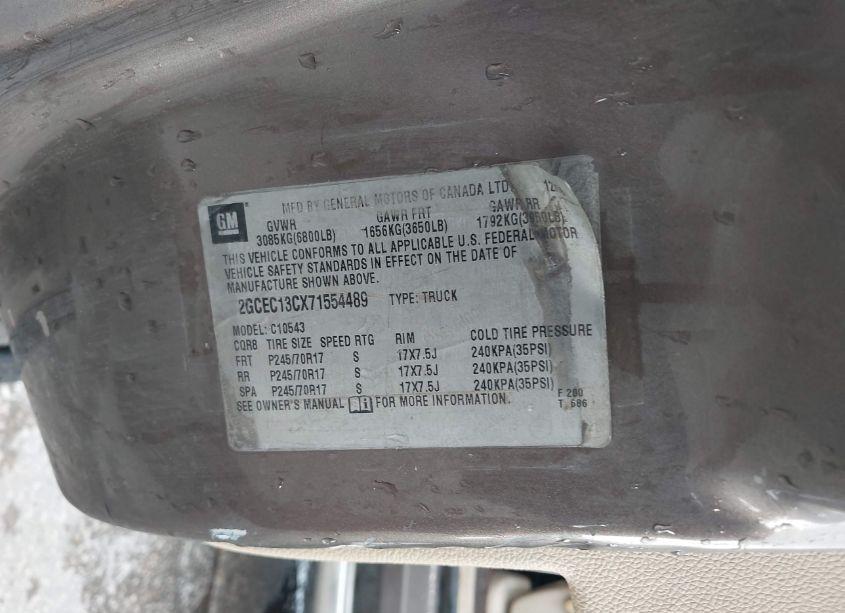 GM
MFD BY GENERAL MOTORS OF CANADA LTD.
GVWR GAWR FRT GAWR RR
3085KG(6800LB) 1656KG(3650LB) 1792KG(3950LB)
THIS VEHICLE CONFORMS TO ALL APPLICABLE U.S. FEDERAL MOTOR
VEHICLE SAFETY STANDARDS IN EFFECT ON THE DATE OF
MANUFACTURE SHOWN ABOVE.
2GCEC13CX71554489 TYPE: TRUCK
MODEL: C10543
CQRB TIRE SIZE SPEED RTG RIM COLD TIRE PRESSURE
FRT P245/70R17 S 17X7.5J 240KPA(35PSI)
RR P245/70R17 S 17X7.5J 240KPA(35PSI)
SPA P245/70R17 S 17X7.5J 240KPA(35PSI)
SEE OWNER'S MANUAL FOR MORE INFORMATION.
F 200
T 686